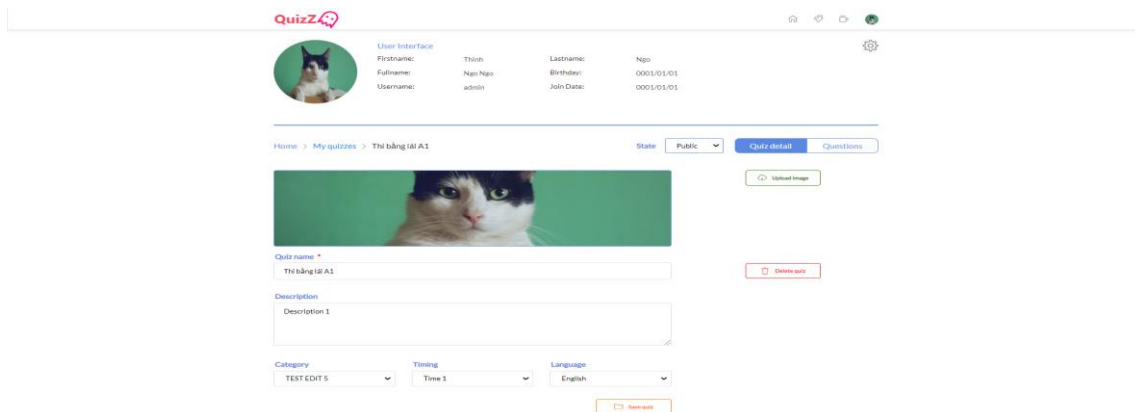 QuizZ
User Interface
Firstname: Thinh Lastname: Ngo
Fullname: Ngo Ngo Birthday: 0001/01/01
Username: admin Join Date: 0001/01/01
Home > My quizzes > Thi bằng lái A1 State Public Quiz detail Questions
Upload image
Quiz name *
Thi bằng lái A1
Delete quiz
Description
Description 1
Category Timing Language
TEST EDIT 5 Time 1 English
Save quiz